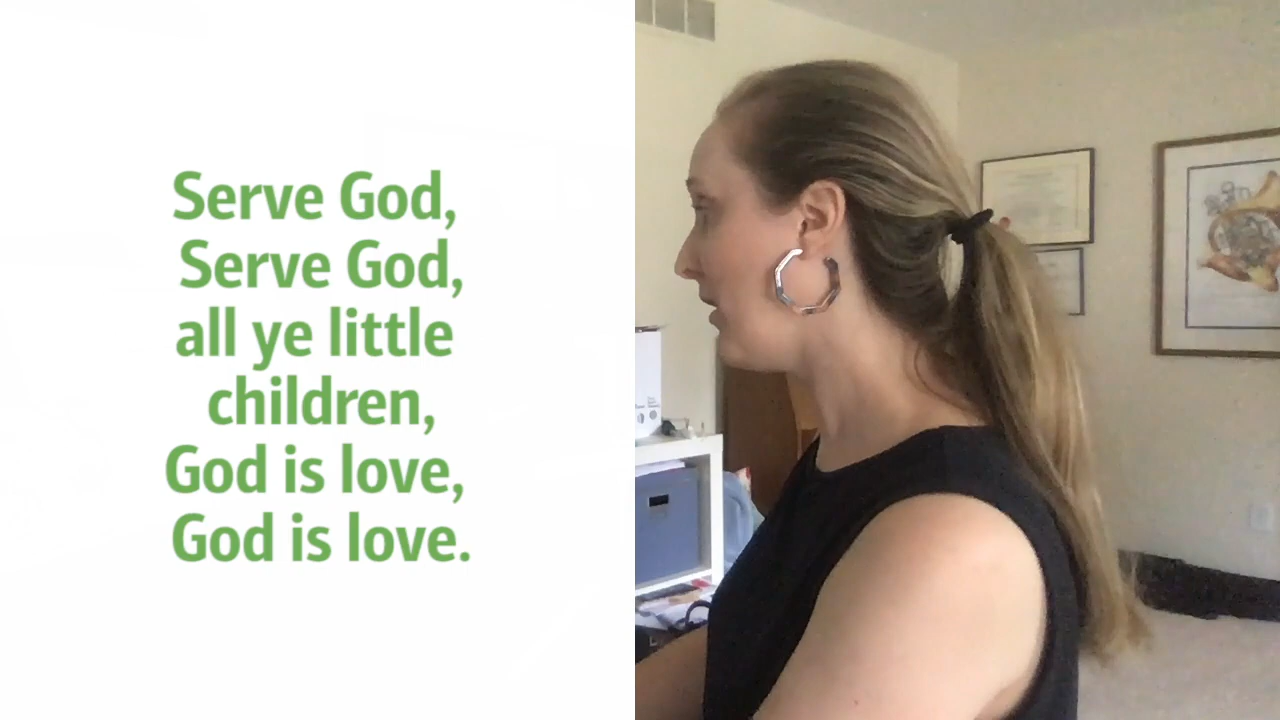 Serve God,
Serve God,
all ye little
children,
God is love,
God is love.